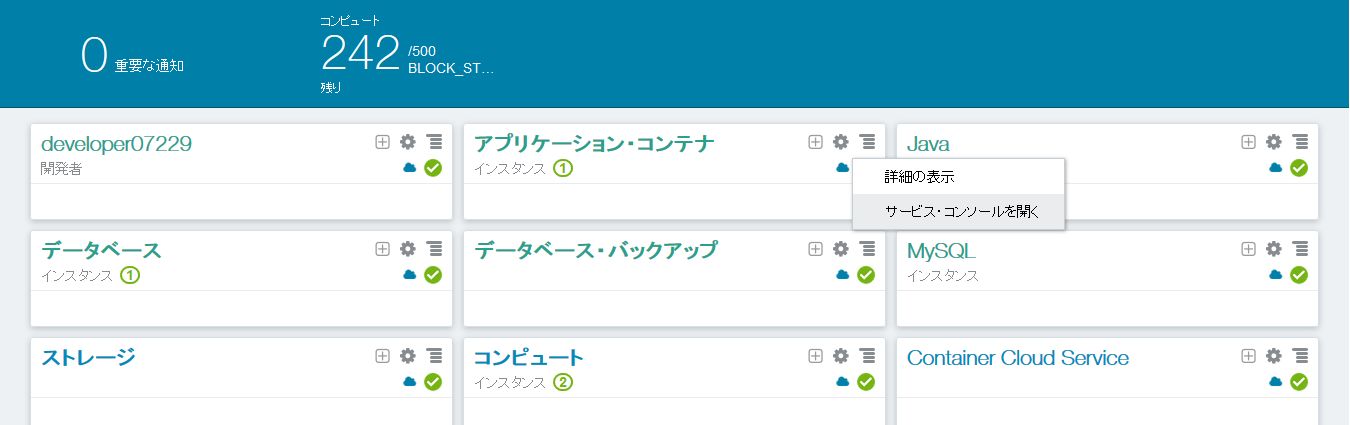 コンピュート
0 重要な通知
242 /500
BLOCK_ST...
残り
developer07229
開発者
アプリケーション・コンテナ
インスタンス 1
Java
詳細の表示
サービス・コンソールを開く
データベース
インスタンス 1
データベース・バックアップ
MySQL
インスタンス
ストレージ
コンピュート
インスタンス 2
Container Cloud Service